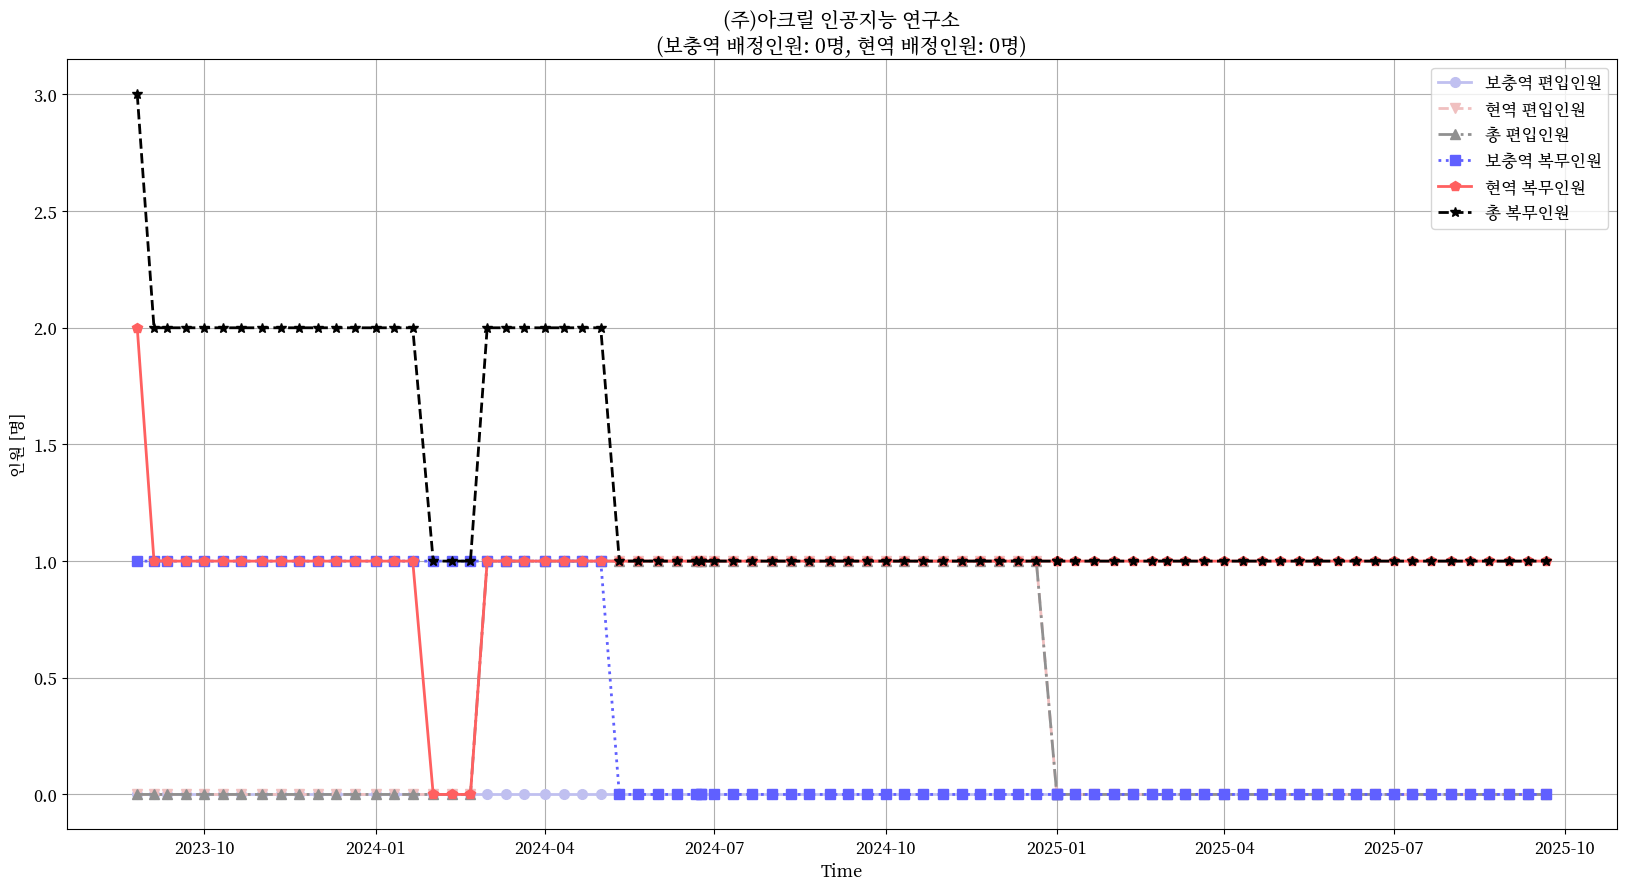 (주)아크릴 인공지능 연구소
(보충역 배정인원: 0명, 현역 배정인원: 0명)
보충역 편입인원
현역 편입인원
총 편입인원
보충역 복무인원
현역 복무인원
총 복무인원
인원 [명]
3.0
2.5
2.0
1.5
1.0
0.5
0.0
2023-10
2024-01
2024-04
2024-07
2024-10
2025-01
2025-04
2025-07
2025-10
Time